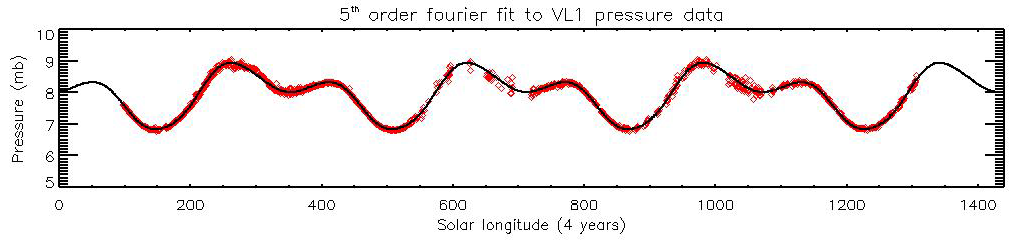 5th order fourier fit to VL1 pressure data
10
9
8
7
6
5
Pressure (mb)
0 200 400 600 800 1000 1200 1400
Solar longitude (4 years)